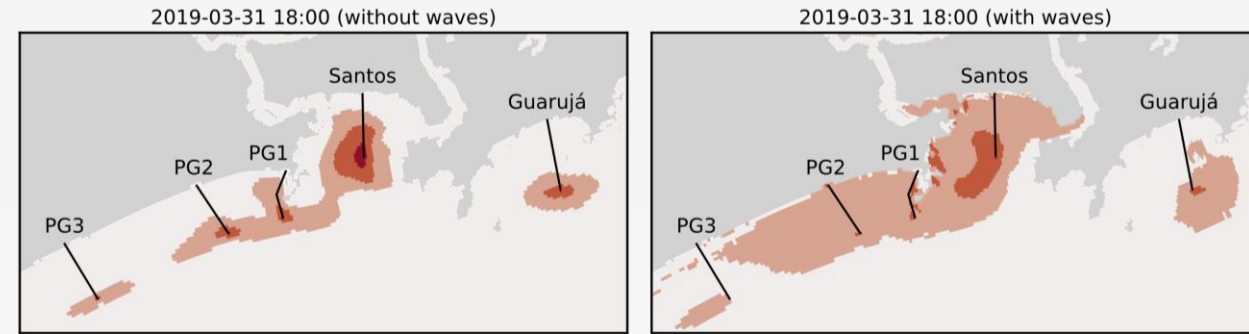 2019-03-31 18:00 (without waves)
Santos
Guarujá
PG1
PG2
PG3
2019-03-31 18:00 (with waves)
Santos
Guarujá
PG1
PG2
PG3